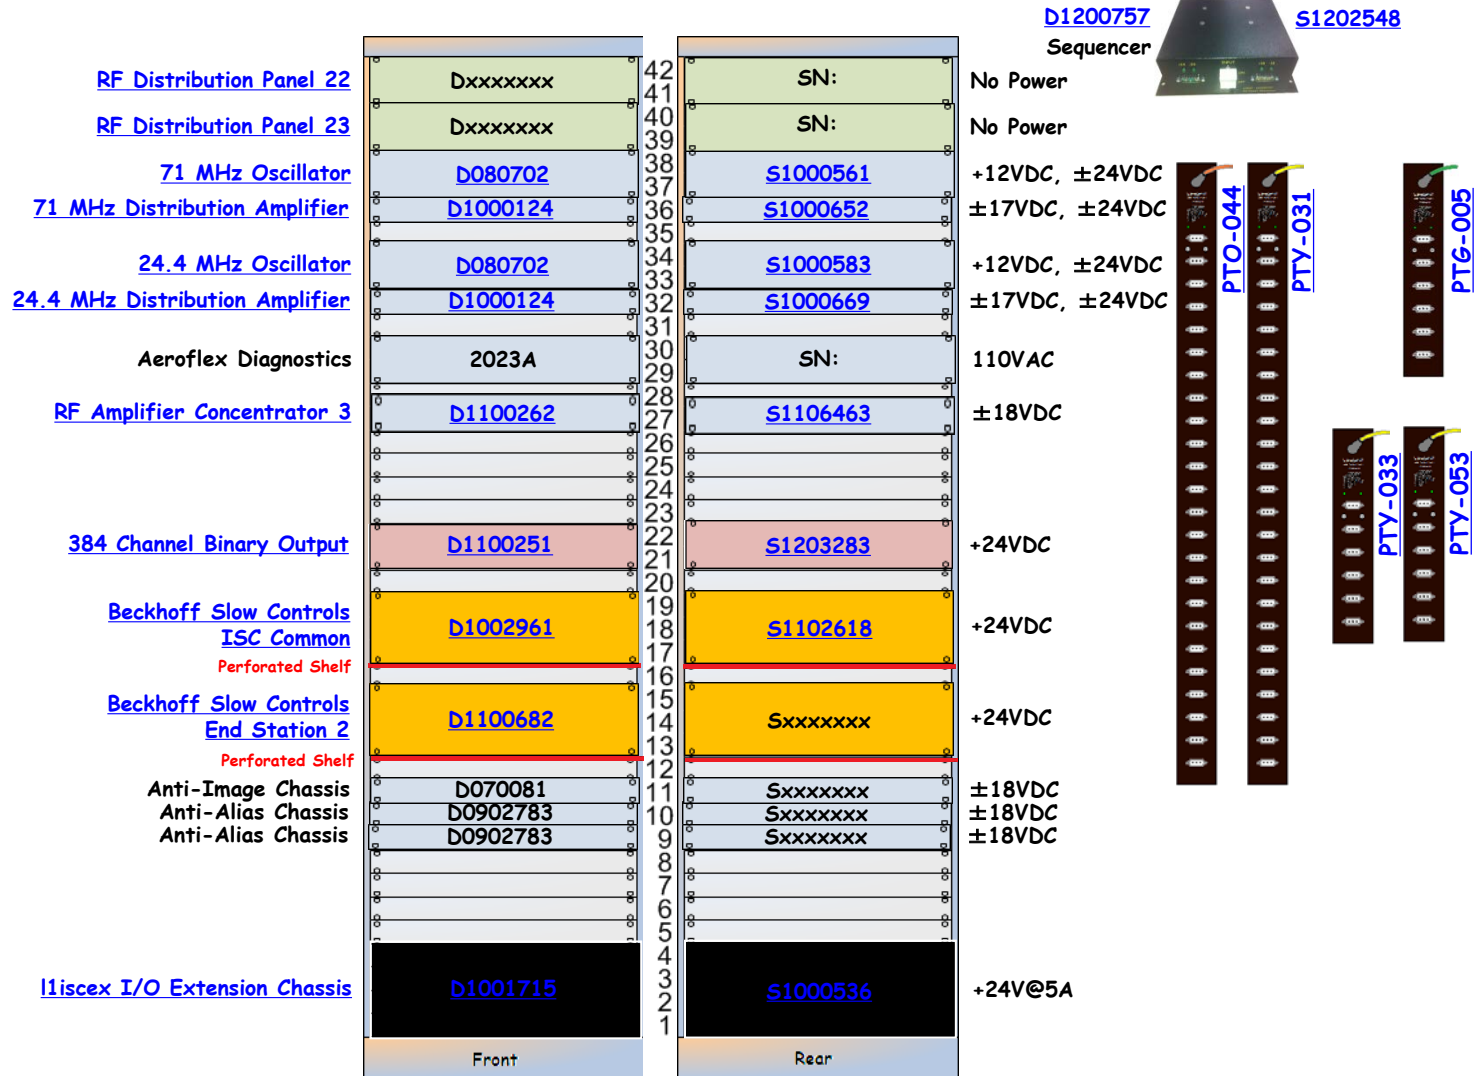 D1200757 S1202548
Sequencer
RF Distribution Panel 22 Dxxxxxxx 42 SN: No Power
41
RF Distribution Panel 23 Dxxxxxxx 40 SN: No Power
39
71 MHz Oscillator D080702 38 S1000561 +12VDC, ±24VDC
37
71 MHz Distribution Amplifier D1000124 36 S1000652 ±17VDC, ±24VDC
35
24.4 MHz Oscillator D080702 34 S1000583 +12VDC, ±24VDC
33
24.4 MHz Distribution Amplifier D1000124 32 S1000669 ±17VDC, ±24VDC
31
Aeroflex Diagnostics 2023A 30 SN: 110VAC
29
28
RF Amplifier Concentrator 3 D1100262 27 S1106463 ±18VDC
26
25
24
23
384 Channel Binary Output D1100251 22 S1203283 +24VDC
21
20
Beckhoff Slow Controls 19
ISC Common D1002961 18 S1102618 +24VDC
17
Perforated Shelf 16
Beckhoff Slow Controls 15
End Station 2 D1100682 14 Sxxxxxxx +24VDC
13
Perforated Shelf 12
Anti-Image Chassis D070081 11 Sxxxxxxx ±18VDC
Anti-Alias Chassis D0902783 10 Sxxxxxxx ±18VDC
Anti-Alias Chassis D0902783 9 Sxxxxxxx ±18VDC
8
7
6
5
4
l1iscex I/O Extension Chassis D1001715 3 S1000536 +24V@5A
2
1
Front Rear
PTO-044
PTY-031
PTG-005
PTY-033
PTY-053